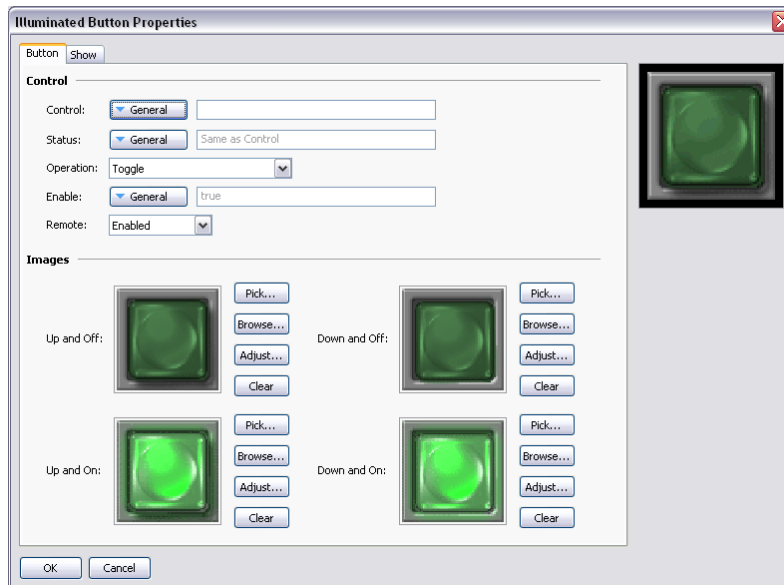 Illuminated Button Properties
Button Show
Control
Control: General
Status: General Same as Control
Operation: Toggle
Enable: General true
Remote: Enabled
Images
Up and Off:
Pick...
Browse...
Adjust...
Clear
Down and Off:
Pick...
Browse...
Adjust...
Clear
Up and On:
Pick...
Browse...
Adjust...
Clear
Down and On:
Pick...
Browse...
Adjust...
Clear
OK Cancel